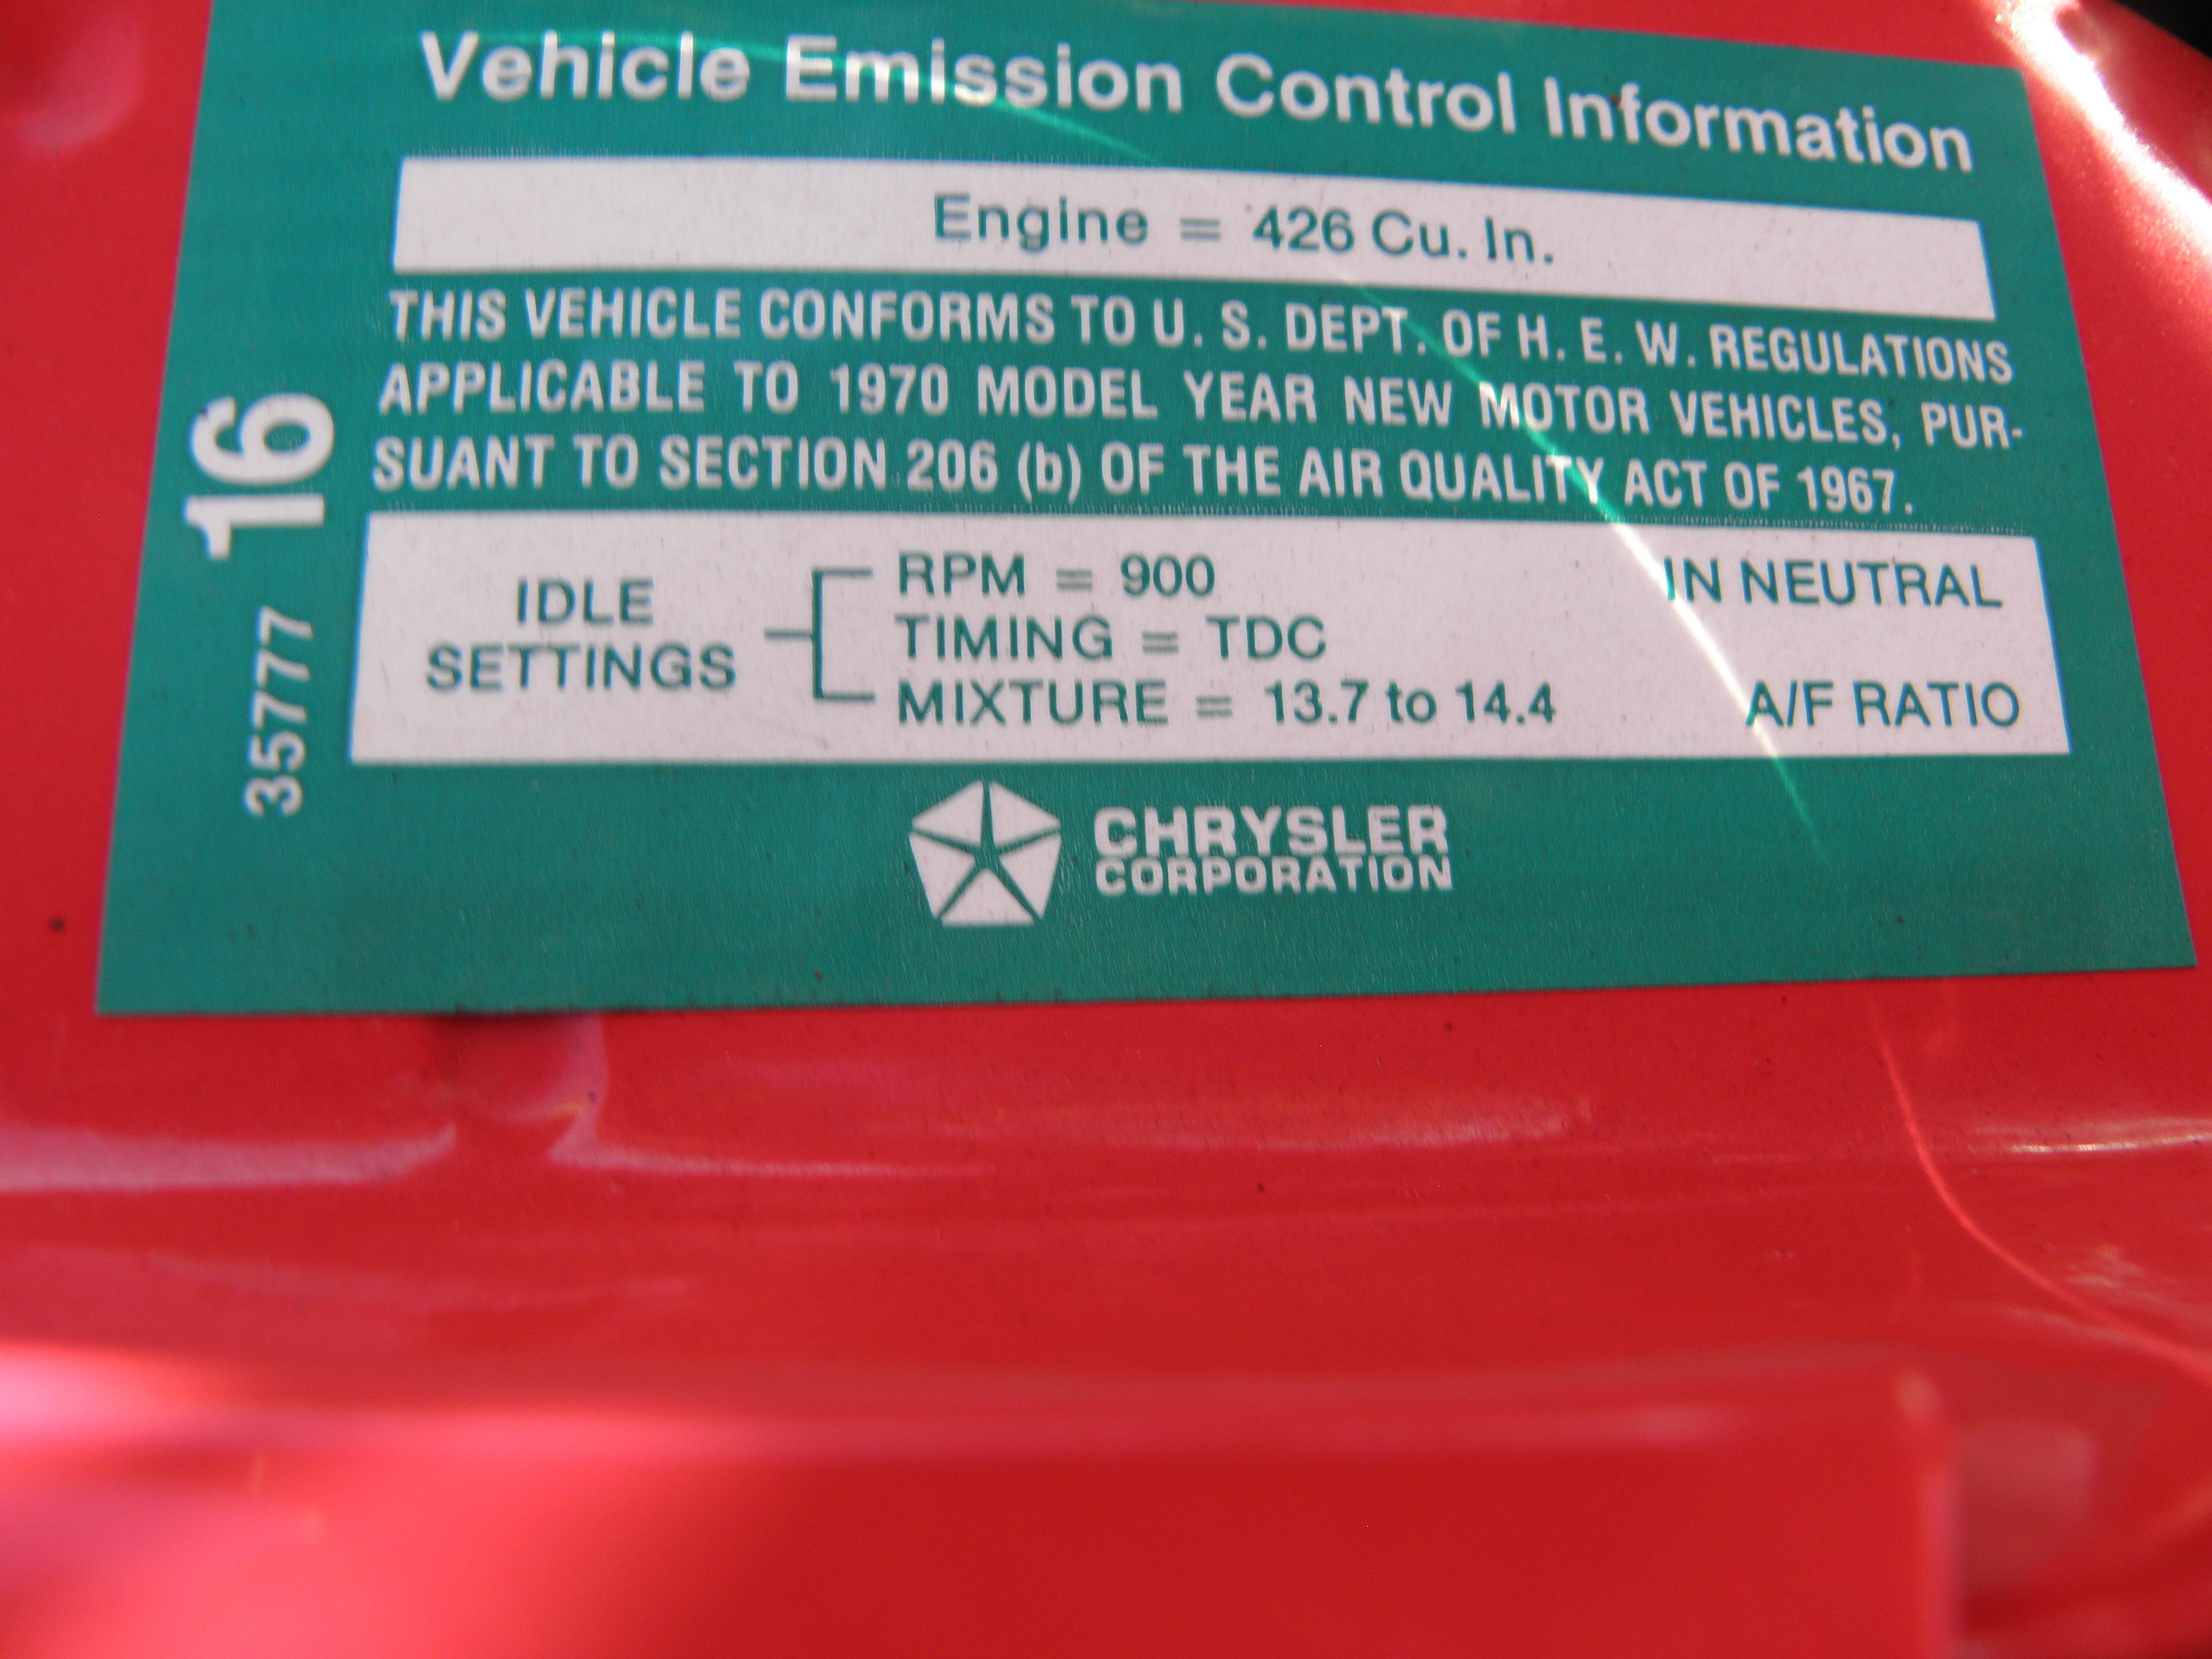 Vehicle Emission Control Information
Engine = 426 Cu. In.
THIS VEHICLE CONFORMS TO U. S. DEPT. OF H. E. W. REGULATIONS
APPLICABLE TO 1970 MODEL YEAR NEW MOTOR VEHICLES, PUR-
SUANT TO SECTION 206 (b) OF THE AIR QUALITY ACT OF 1967.
IDLE
SETTINGS
RPM = 900 IN NEUTRAL
TIMING = TDC
MIXTURE = 13.7 to 14.4 A/F RATIO
35777 16
CHRYSLER
CORPORATION